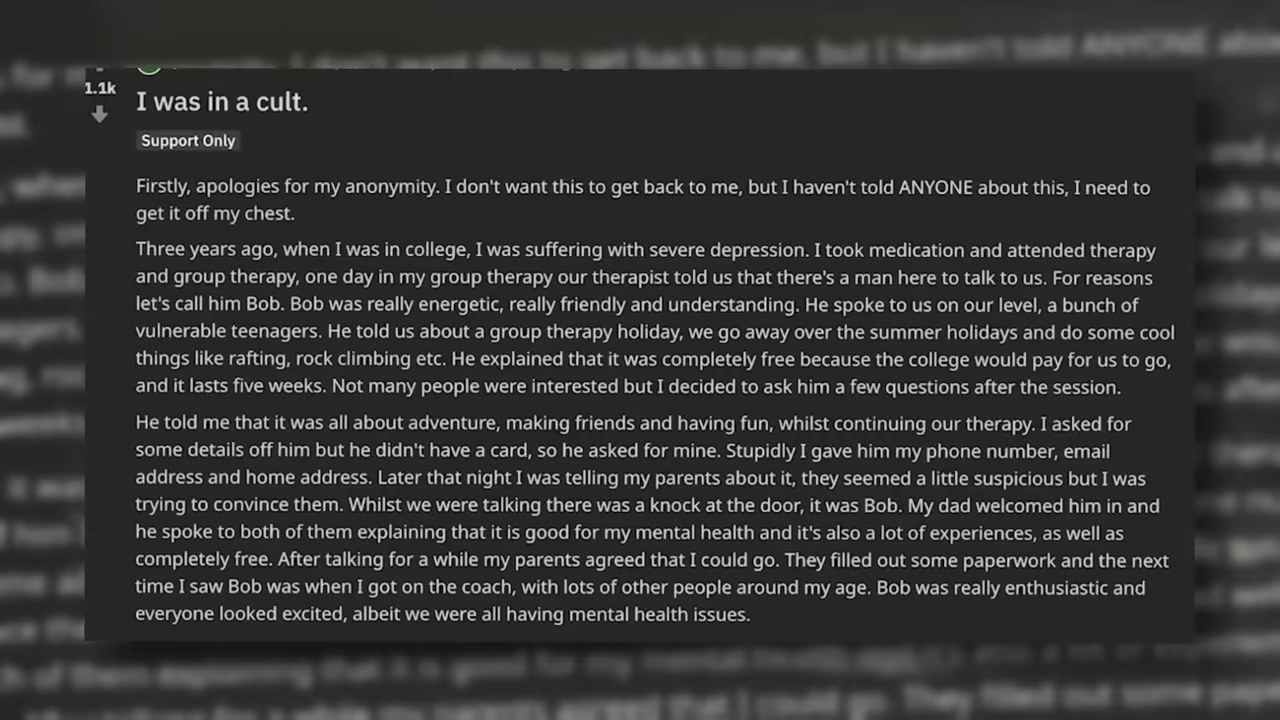 1.1k
I was in a cult.
Support Only
Firstly, apologies for my anonymity. I don't want this to get back to me, but I haven't told ANYONE about this, I need to
get it off my chest.
Three years ago, when I was in college, I was suffering with severe depression. I took medication and attended therapy
and group therapy, one day in my group therapy our therapist told us that there's a man here to talk to us. For reasons
let's call him Bob. Bob was really energetic, really friendly and understanding. He spoke to us on our level, a bunch of
vulnerable teenagers. He told us about a group therapy holiday, we go away over the summer holidays and do some cool
things like rafting, rock climbing etc. He explained that it was completely free because the college would pay for us to go,
and it lasts five weeks. Not many people were interested but I decided to ask him a few questions after the session.
He told me that it was all about adventure, making friends and having fun, whilst continuing our therapy. I asked for
some details off him but he didn't have a card, so he asked for mine. Stupidly I gave him my phone number, email
address and home address. Later that night I was telling my parents about it, they seemed a little suspicious but I was
trying to convince them. Whilst we were talking there was a knock at the door, it was Bob. My dad welcomed him in and
he spoke to both of them explaining that it is good for my mental health and it's also a lot of experiences, as well as
completely free. After talking for a while my parents agreed that I could go. They filled out some paperwork and the next
time I saw Bob was when I got on the coach, with lots of other people around my age. Bob was really enthusiastic and
everyone looked excited, albeit we were all having mental health issues.